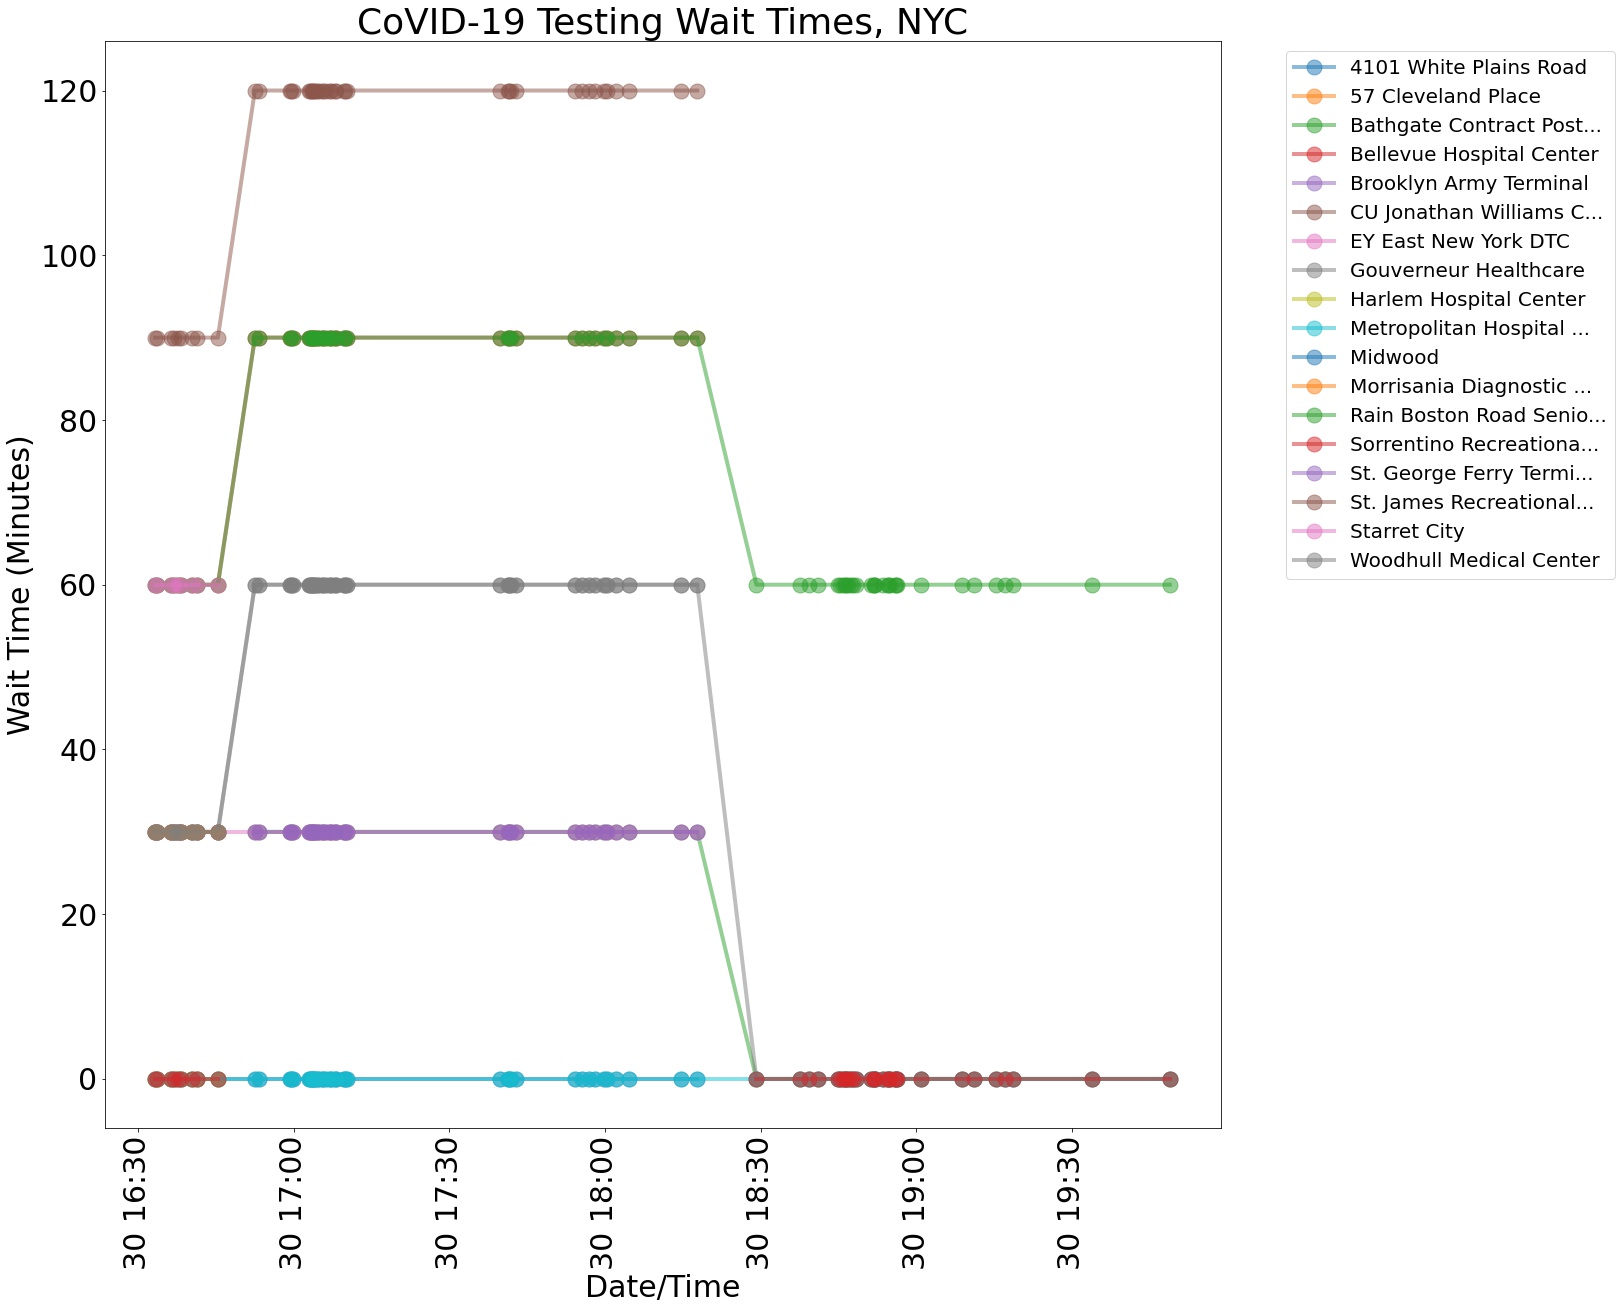 CoVID-19 Testing Wait Times, NYC
Wait Time (Minutes)
120
100
80
60
40
20
0
30 16:30
30 17:00
30 17:30
30 18:00
30 18:30
30 19:00
30 19:30
Date/Time
4101 White Plains Road
57 Cleveland Place
Bathgate Contract Post...
Bellevue Hospital Center
Brooklyn Army Terminal
CU Jonathan Williams C...
EY East New York DTC
Gouverneur Healthcare
Harlem Hospital Center
Metropolitan Hospital ...
Midwood
Morrisania Diagnostic ...
Rain Boston Road Senio...
Sorrentino Recreationa...
St. George Ferry Termi...
St. James Recreational...
Starret City
Woodhull Medical Center